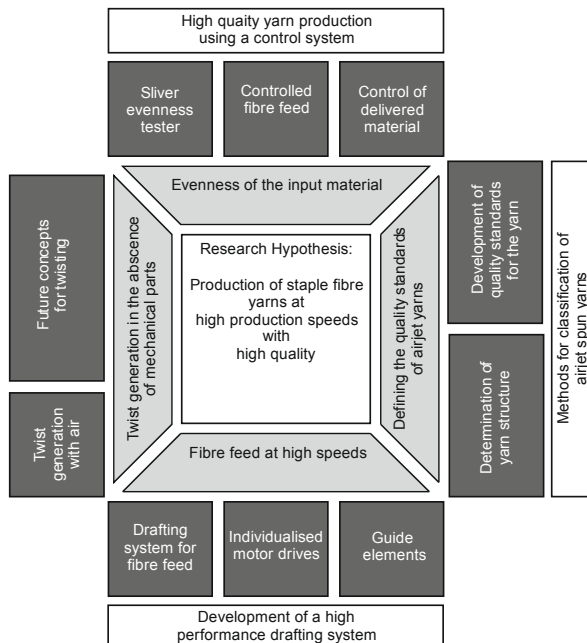 High quaity yarn production
using a control system
Sliver
evenness
tester
Controlled
fibre feed
Control of
delivered
material
Evenness of the input material
Future concepts
for twisting
Twist
generation
with air
Twist generation in the abscence
of mechanical parts
Research Hypothesis:
Production of staple fibre
yarns at
high production speeds
with
high quality
Defining the quality standards
of airjet yarns
Development of
quality standards
for the yarn
Determination of
yarn structure
Methods for classification of
airjet spun yarns
Fibre feed at high speeds
Drafting
system for
fibre feed
Individualised
motor drives
Guide
elements
Development of a high
performance drafting system